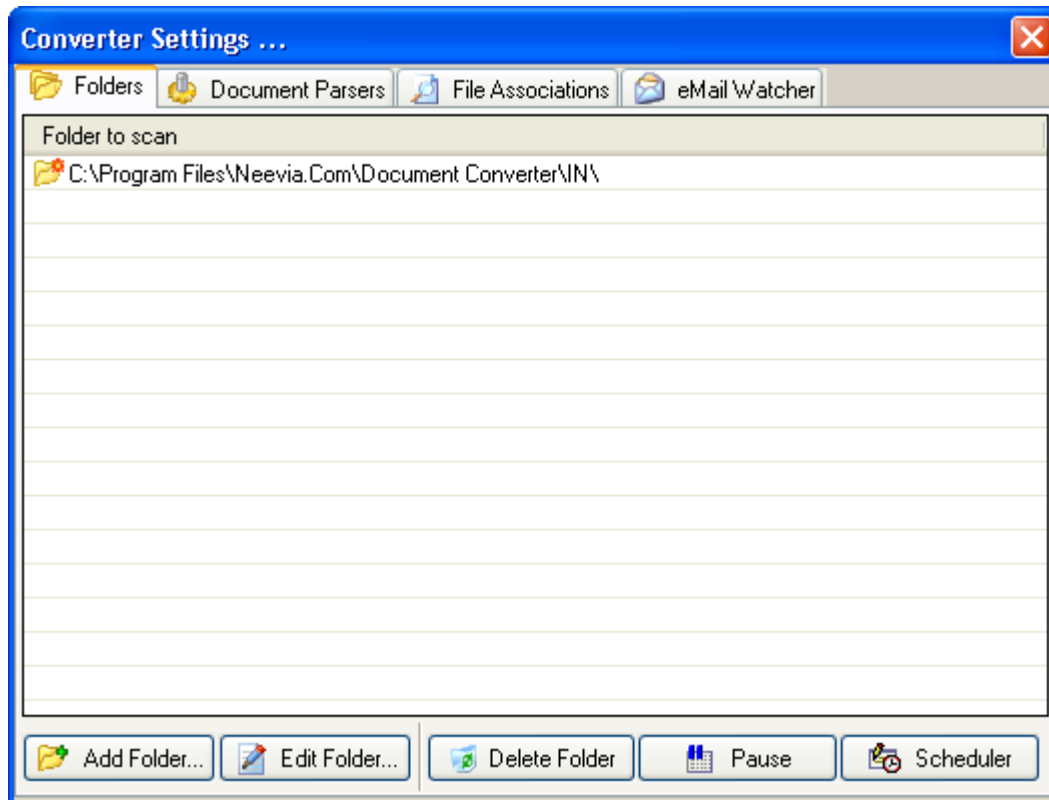 Converter Settings ...
Folders Document Parsers File Associations eMail Watcher
Folder to scan
C:\Program Files\Neevia.Com\Document Converter\IN\
Add Folder... Edit Folder... Delete Folder Pause Scheduler